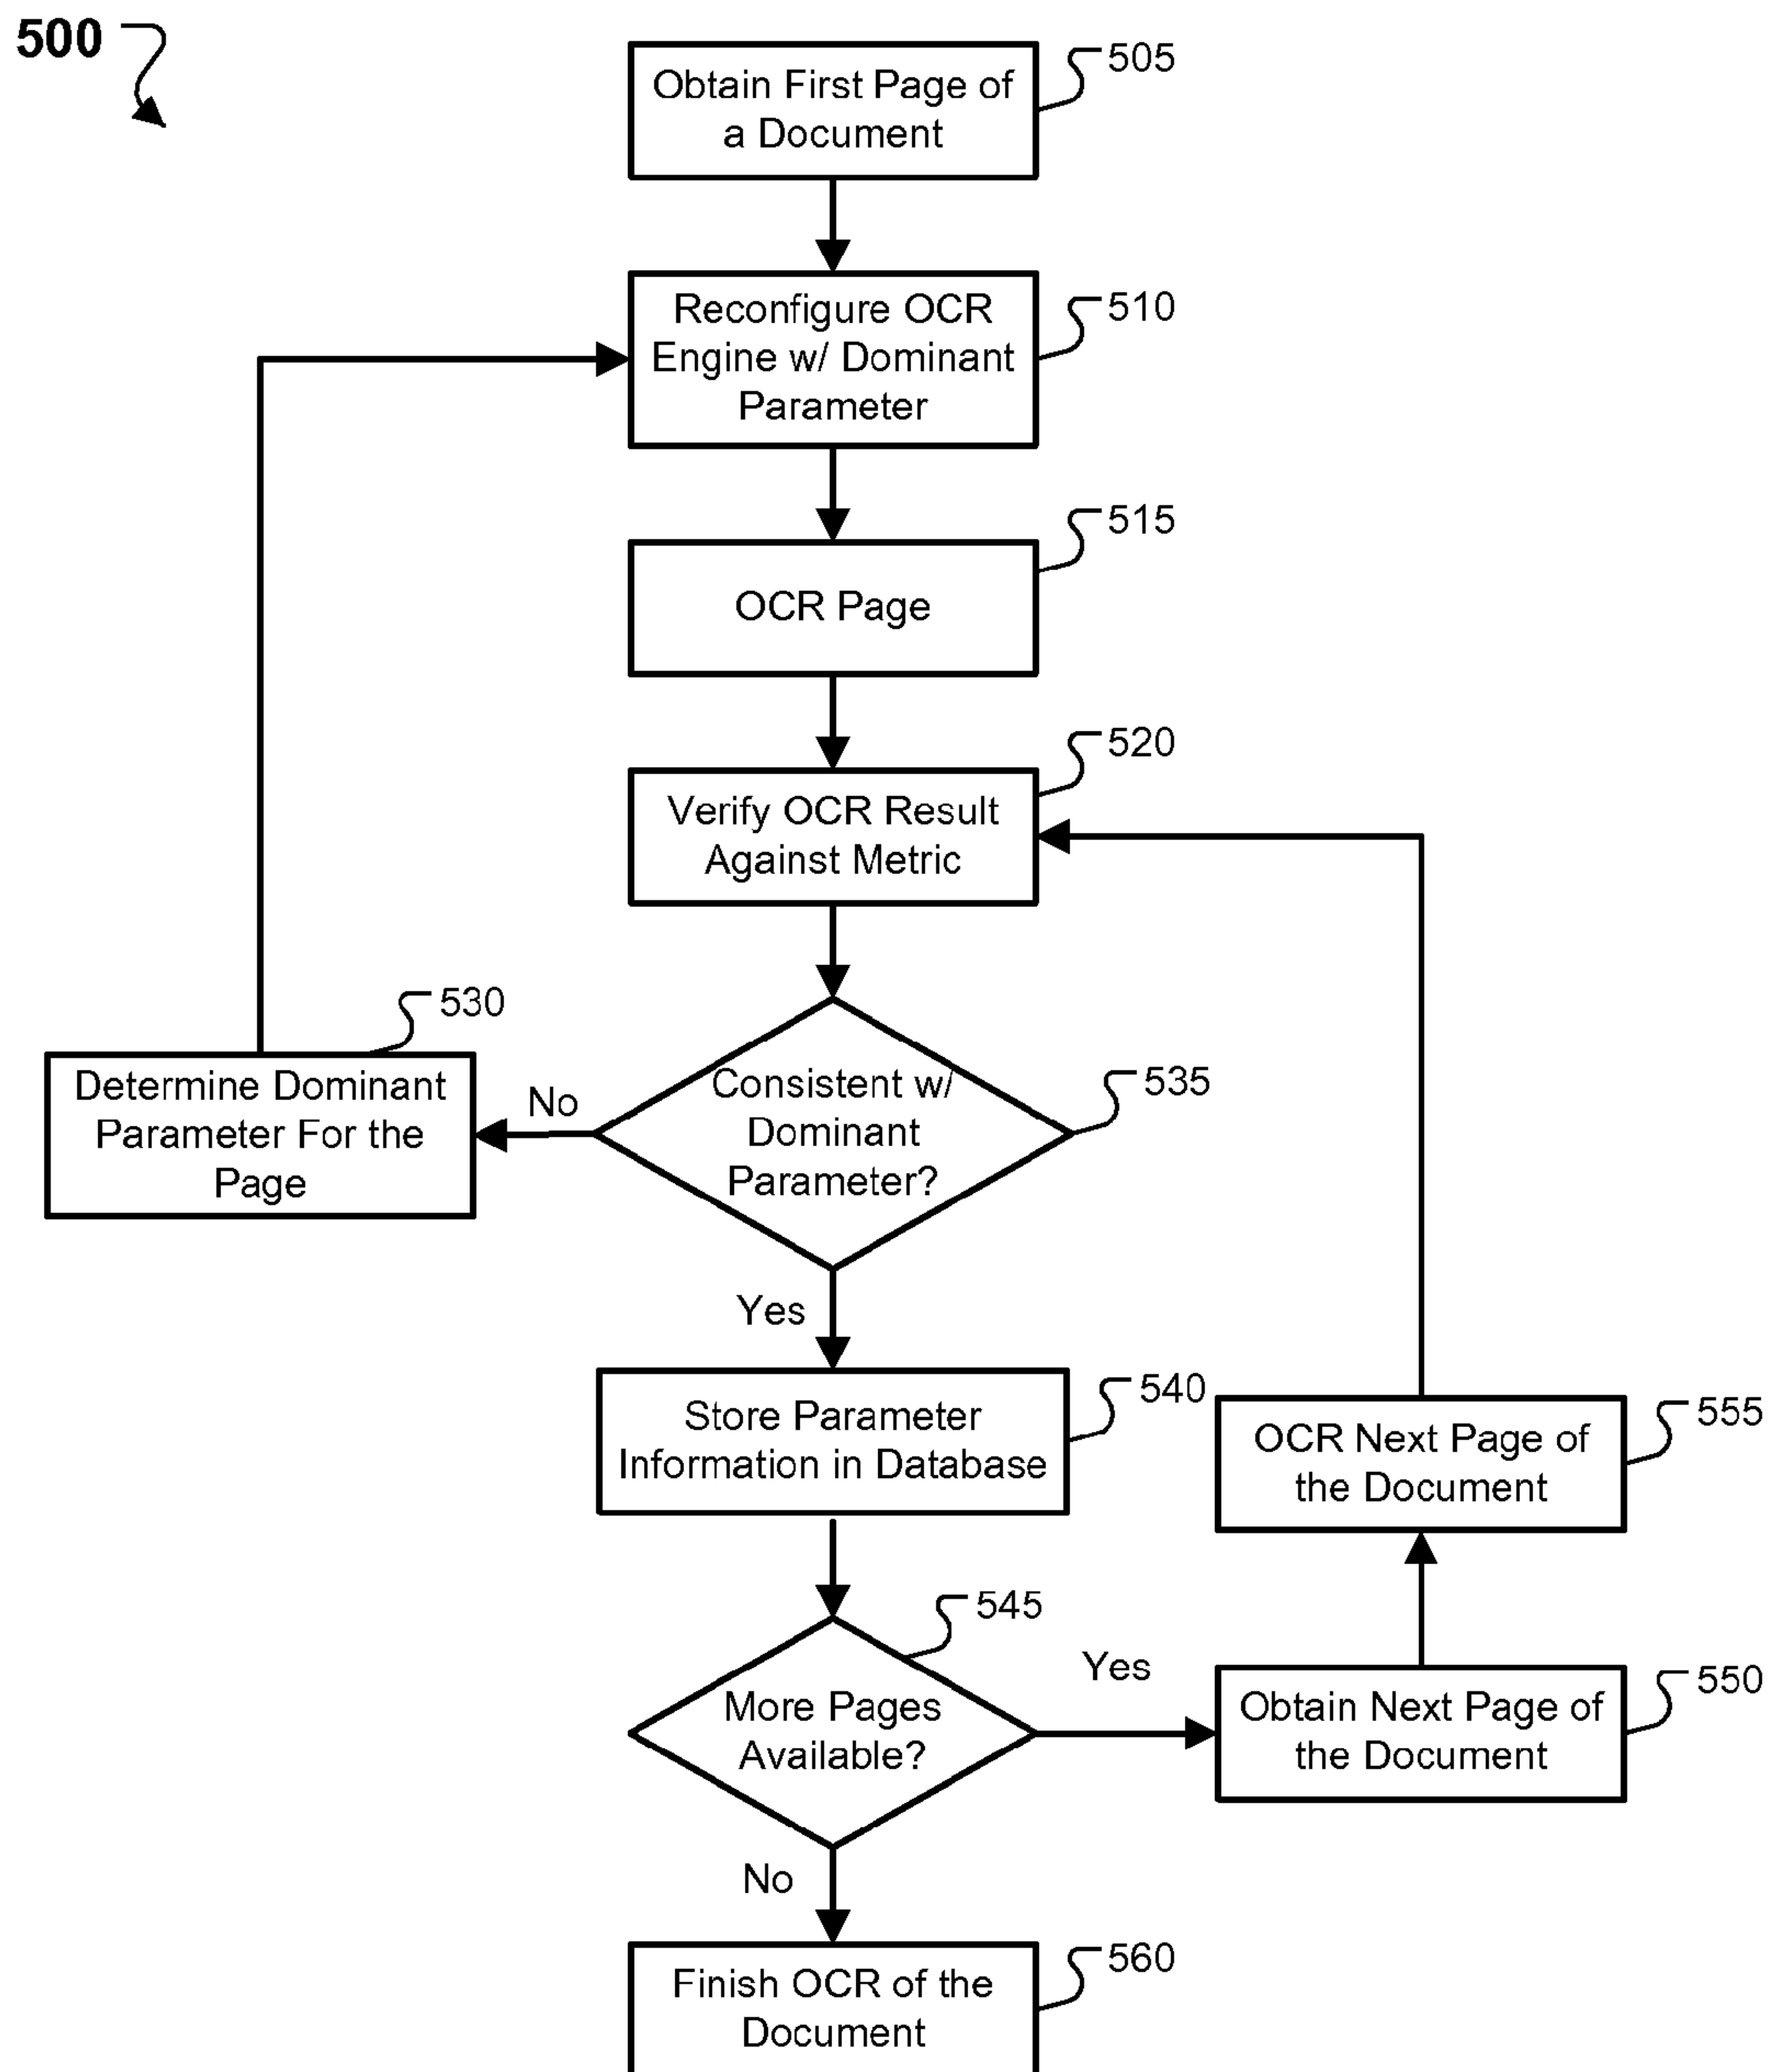 500
Obtain First Page of
a Document
505
Reconfigure OCR
Engine w/ Dominant
Parameter
510
OCR Page
515
Verify OCR Result
Against Metric
520
Consistent w/
Dominant
Parameter?
535
No
Determine Dominant
Parameter For the
Page
530
Yes
Store Parameter
Information in Database
540
More Pages
Available?
545
Yes
Obtain Next Page of
the Document
550
OCR Next Page of
the Document
555
No
Finish OCR of the
Document
560